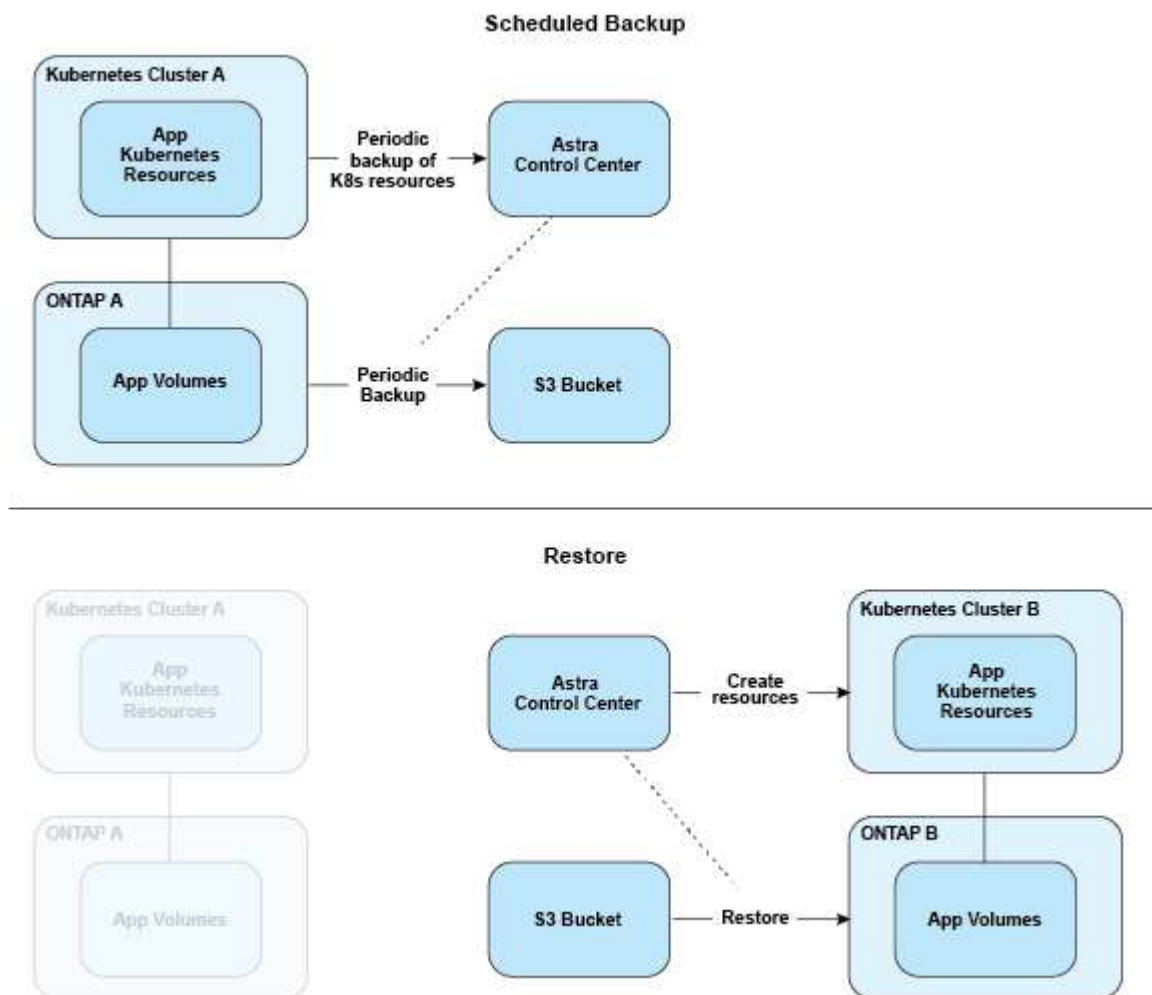 Scheduled Backup
Kubernetes Cluster A
App
Kubernetes
Resources
Periodic
backup of
K8s resources
Astra
Control Center
ONTAP A
App Volumes
Periodic
Backup
S3 Bucket
Restore
Kubernetes Cluster A
App
Kubernetes
Resources
Astra
Control Center
Create
resources
Kubernetes Cluster B
App
Kubernetes
Resources
ONTAP A
App Volumes
S3 Bucket
Restore
ONTAP B
App Volumes